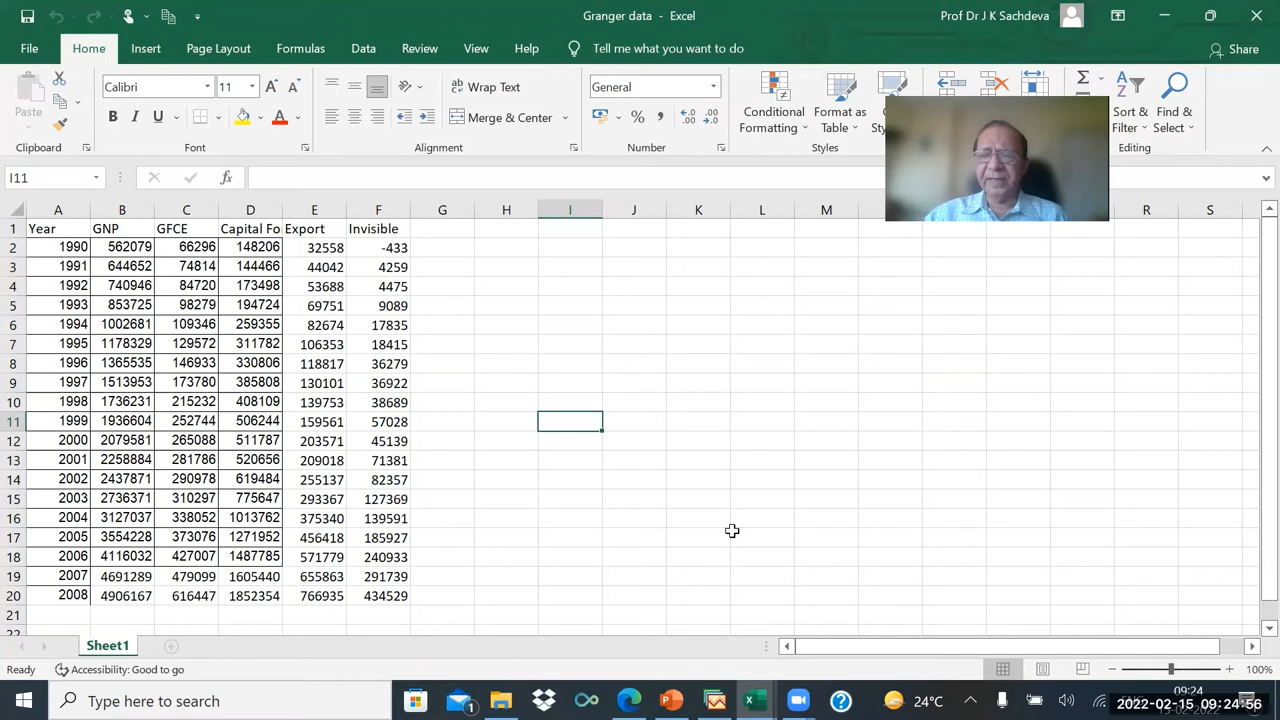 Granger data - Excel
Prof Dr J K Sachdeva
File Home Insert Page Layout Formulas Data Review View Help Tell me what you want to do
Share
Paste
Calibri 11
B I U
Wrap Text
Merge & Center
General
% ,
Conditional Formatting
Format as Table
Sort & Filter
Find & Select
Clipboard Font Alignment Number Styles Editing
I11 fx
A B C D E F G H I J K L M R S
1 Year GNP GFCE Capital Fo Export Invisible
2 1990 562079 66296 148206 32558 -433
3 1991 644652 74814 144466 44042 4259
4 1992 740946 84720 173498 53688 4475
5 1993 853725 98279 194724 69751 9089
6 1994 1002681 109346 259355 82674 17835
7 1995 1178329 129572 311782 106353 18415
8 1996 1365535 146933 330806 118817 36279
9 1997 1513953 173780 385808 130101 36922
10 1998 1736231 215232 408109 139753 38689
11 1999 1936604 252744 506244 159561 57028
12 2000 2079581 265088 511787 203571 45139
13 2001 2258884 281786 520656 209018 71381
14 2002 2437871 290978 619484 255137 82357
15 2003 2736371 310297 775647 293367 127369
16 2004 3127037 338052 1013762 375340 139591
17 2005 3554228 373076 1271952 456418 185927
18 2006 4116032 427007 1487785 571779 240933
19 2007 4691289 479099 1605440 655863 291739
20 2008 4906167 616447 1852354 766935 434529
21
22
Sheet1
Ready Accessibility: Good to go 100%
Type here to search
1
24°C
09:24
2022-02-15 09:24:56